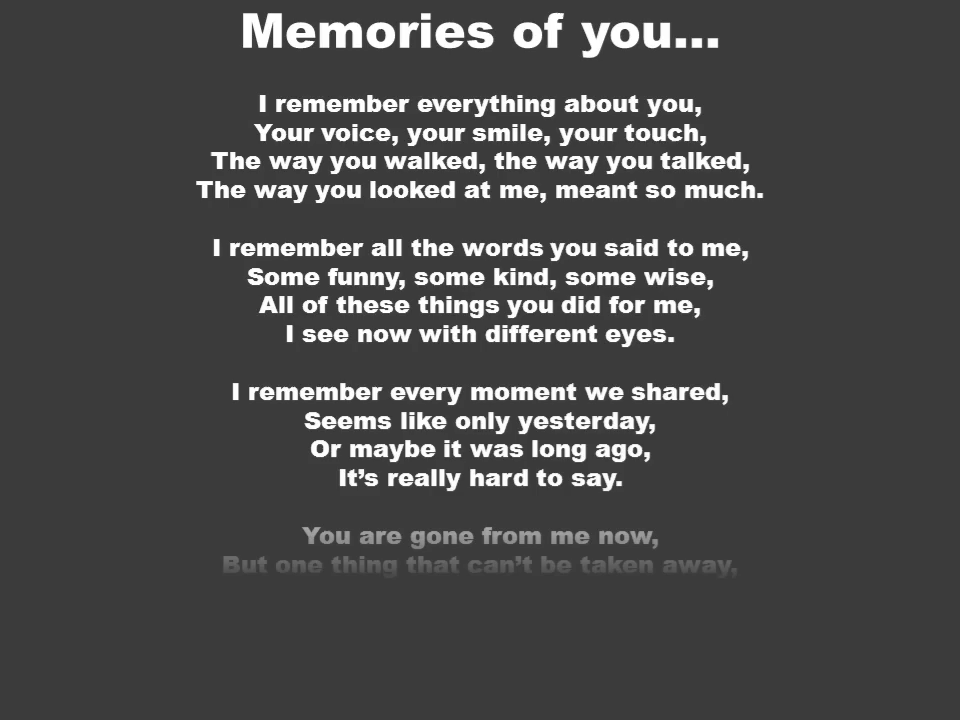 Memories of you...
I remember everything about you,
Your voice, your smile, your touch,
The way you walked, the way you talked,
The way you looked at me, meant so much.
I remember all the words you said to me,
Some funny, some kind, some wise,
All of these things you did for me,
I see now with different eyes.
I remember every moment we shared,
Seems like only yesterday,
Or maybe it was long ago,
It’s really hard to say.
You are gone from me now,
But one thing that can’t be taken away,